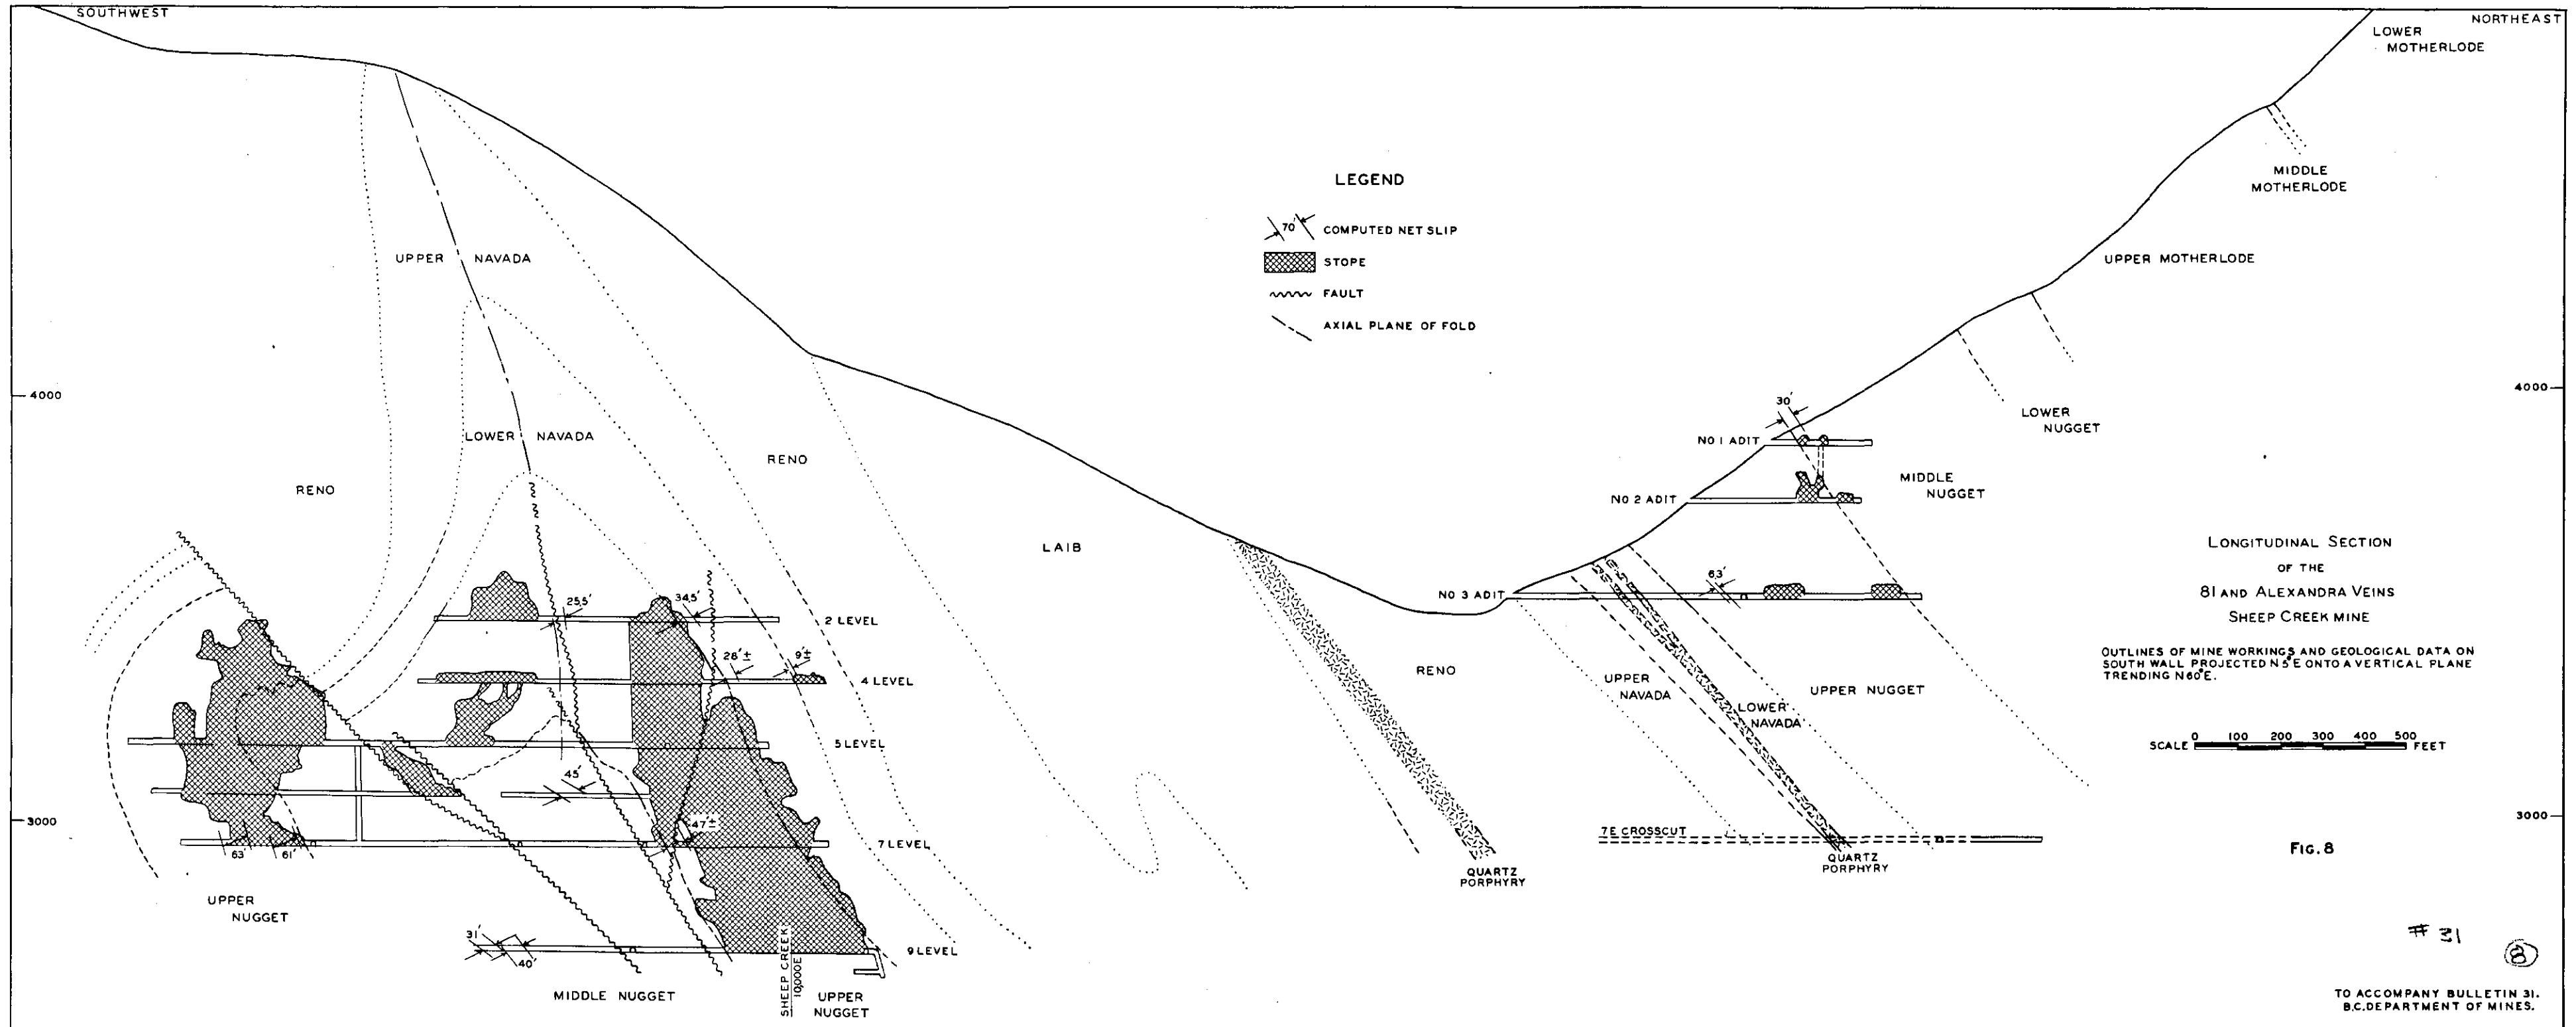 SOUTHWEST
NORTHEAST
LOWER
MOTHERLODE
MIDDLE
MOTHERLODE
UPPER MOTHERLODE
LEGEND
70' COMPUTED NET SLIP
STOPE
FAULT
AXIAL PLANE OF FOLD
UPPER NAVADA
4000
4000
LOWER NAVADA
RENO
RENO
LAIB
30'
NO 1 ADIT
LOWER
NUGGET
MIDDLE
NUGGET
NO 2 ADIT
NO 3 ADIT
63'
LONGITUDINAL SECTION
OF THE
81 AND ALEXANDRA VEINS
SHEEP CREEK MINE
OUTLINES OF MINE WORKINGS AND GEOLOGICAL DATA ON
SOUTH WALL PROJECTED N 5° E ONTO A VERTICAL PLANE
TRENDING N 60° E.
SCALE 0 100 200 300 400 500 FEET
25.5'
34.5'
2 LEVEL
28'±
9'±
4 LEVEL
5 LEVEL
45'
47'±
7 LEVEL
63'
61'
RENO
UPPER
NAVADA
LOWER
NAVADA
UPPER NUGGET
3000
3000
7E CROSSCUT
QUARTZ
PORPHYRY
QUARTZ
PORPHYRY
FIG. 8
UPPER
NUGGET
31'
40'
9 LEVEL
SHEEP CREEK
10,000E
MIDDLE NUGGET
UPPER
NUGGET
# 31
8
TO ACCOMPANY BULLETIN 31.
B.C. DEPARTMENT OF MINES.